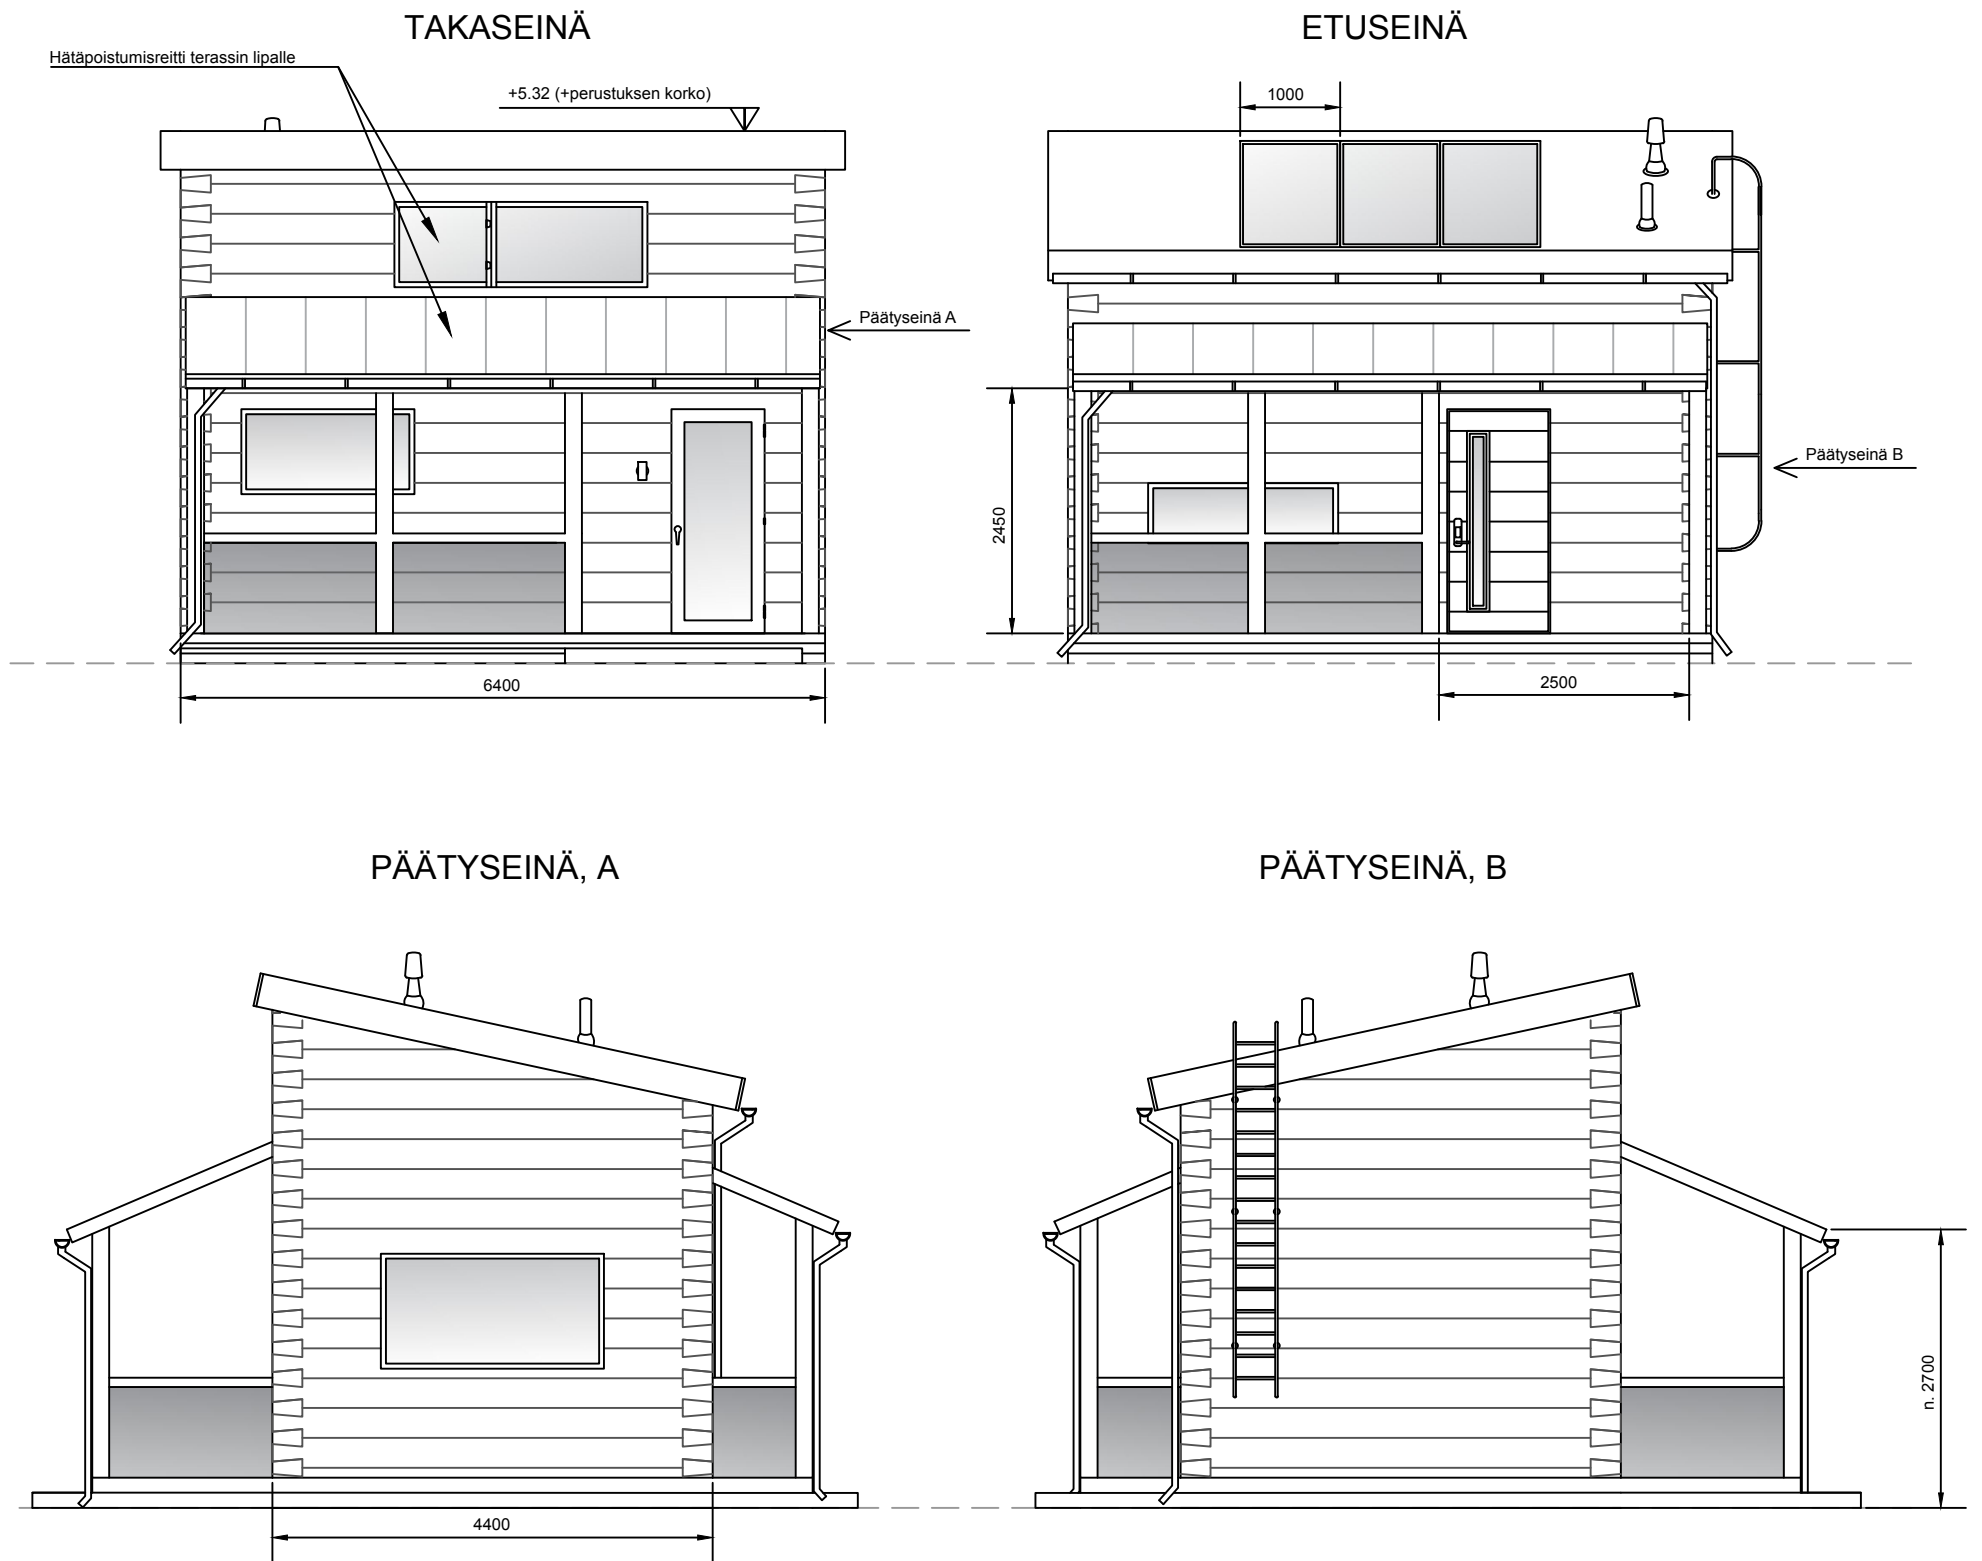 TAKASEINÄ
Hätäpoistumisreitti terassin lipalle
+5.32 (+perustuksen korko)
Päätyseinä A
6400
ETUSEINÄ
1000
2450
Päätyseinä B
2500
PÄÄTYSEINÄ, A
4400
PÄÄTYSEINÄ, B
n. 2700